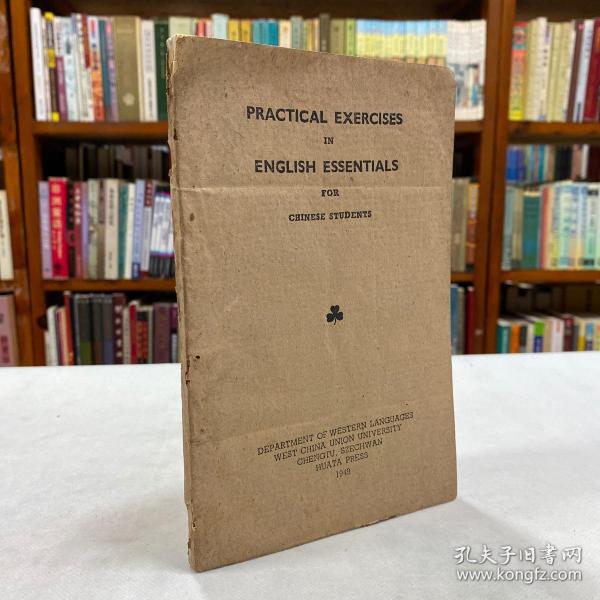 PRACTICAL EXERCISES
IN
ENGLISH ESSENTIALS
FOR
CHINESE STUDENTS
DEPARTMENT OF WESTERN LANGUAGES
WEST CHINA UNION UNIVERSITY
CHENGTU, SZECHWAN
HUATA PRESS
1949
孔夫子旧书网
www.kongfz.com